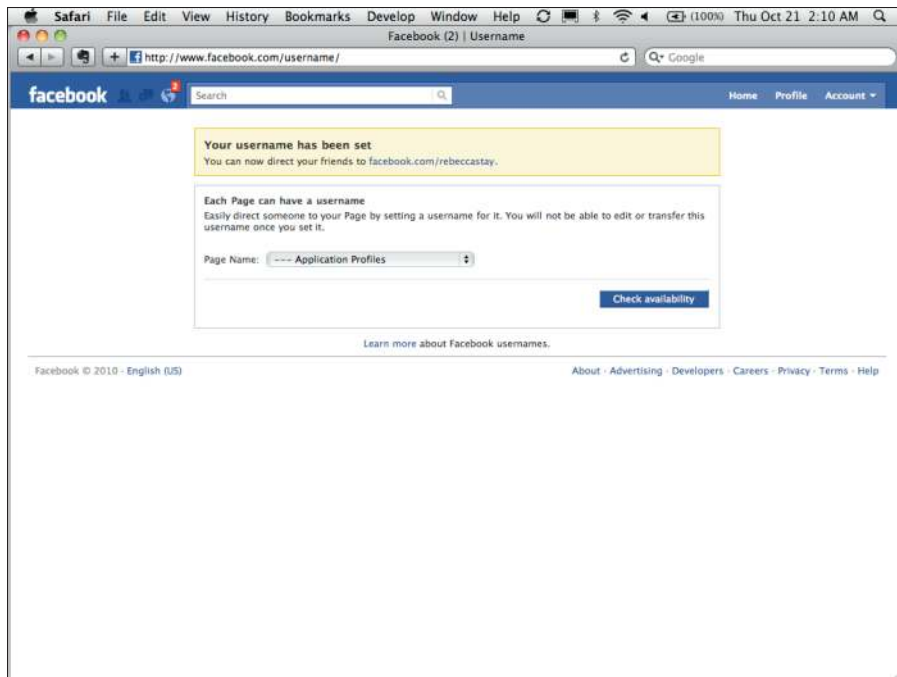 Safari File Edit View History Bookmarks Develop Window Help (100%) Thu Oct 21 2:10 AM
Facebook (2) | Username
http://www.facebook.com/username/ Google
facebook 2 Search Home Profile Account
Your username has been set
You can now direct your friends to facebook.com/rebeccastay.
Each Page can have a username
Easily direct someone to your Page by setting a username for it. You will not be able to edit or transfer this
username once you set it.
Page Name: --- Application Profiles
Check availability
Learn more about Facebook usernames.
Facebook © 2010 · English (US) About · Advertising · Developers · Careers · Privacy · Terms · Help